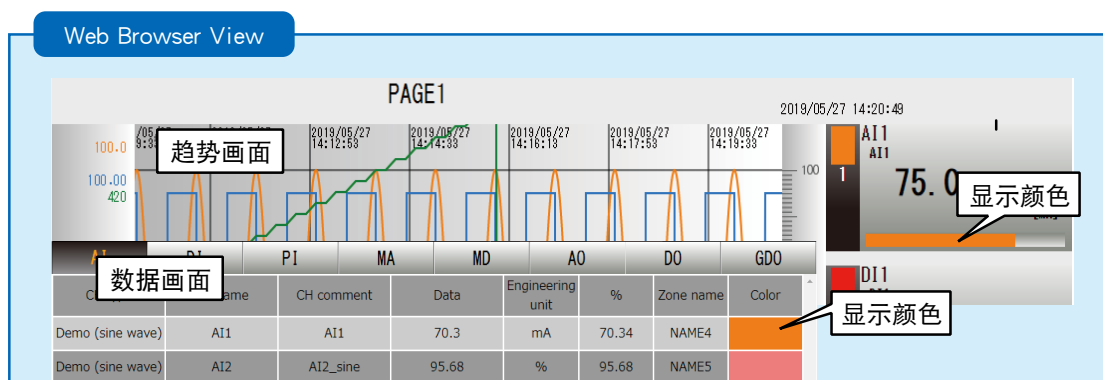 Web Browser View
PAGE1
2019/05/27 14:20:49
100.0
100.00
420
/05
9:3
2019/05/27
14:12:53
2019/05/27
14:14:33
2019/05/27
14:16:13
2019/05/27
14:17:53
2019/05/27
14:19:33
100
趋势画面
1
AI1
AI1
75.0
显示颜色
DI1
AI
DI
PI
MA
MD
AO
DO
GDO
数据画面
CH comment
Data
Engineering
unit
%
Zone name
Color
显示颜色
Demo (sine wave) AI1 AI1 70.3 mA 70.34 NAME4
Demo (sine wave) AI2 AI2_sine 95.68 % 95.68 NAME5